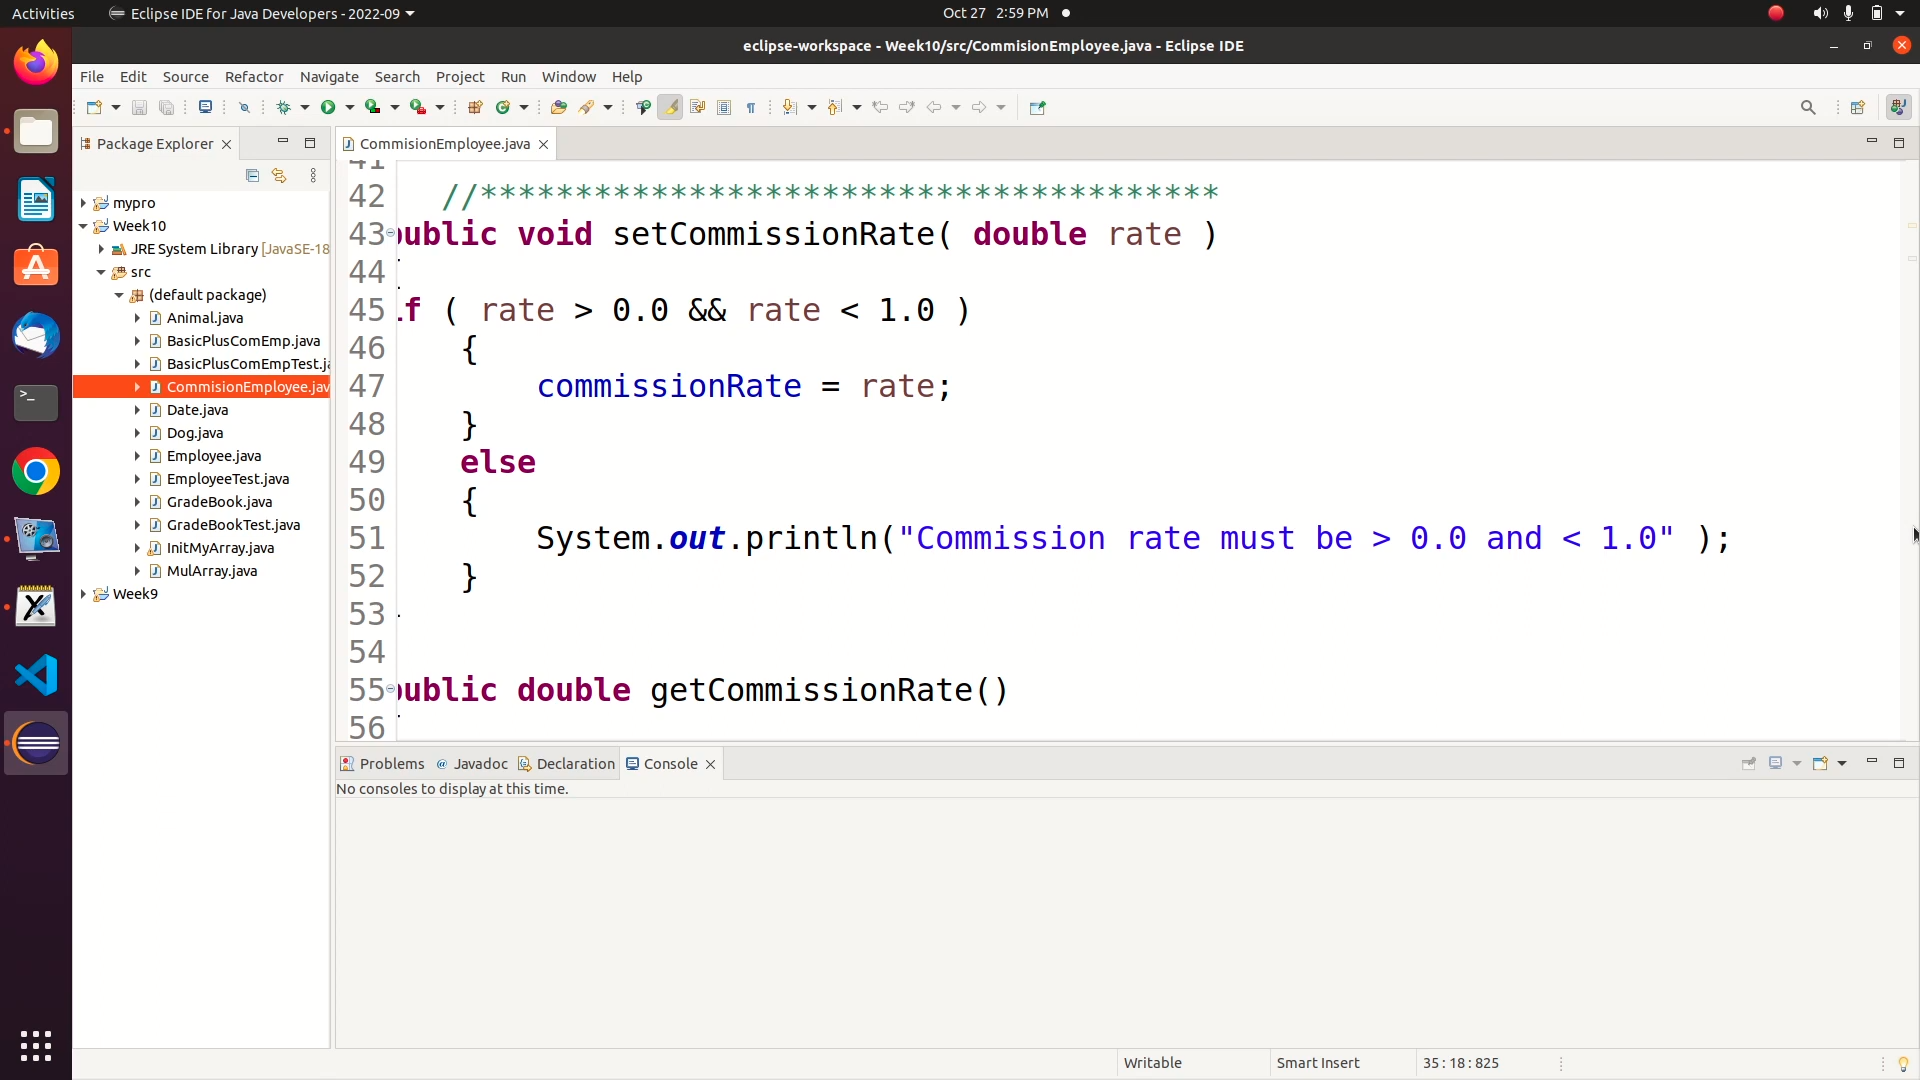 Activities Eclipse IDE for Java Developers - 2022-09 Oct 27 2:59 PM
eclipse-workspace - Week10/src/CommisionEmployee.java - Eclipse IDE
File Edit Source Refactor Navigate Search Project Run Window Help
Package Explorer
mypro
Week10
JRE System Library [JavaSE-18
src
(default package)
Animal.java
BasicPlusComEmp.java
BasicPlusComEmpTest.ja
CommisionEmployee.jav
Date.java
Dog.java
Employee.java
EmployeeTest.java
GradeBook.java
GradeBookTest.java
InitMyArray.java
MulArray.java
Week9
CommisionEmployee.java
41
42 //***************************************
43 public void setCommissionRate( double rate )
44
45 if ( rate > 0.0 && rate < 1.0 )
46 {
47 commissionRate = rate;
48 }
49 else
50 {
51 System.out.println("Commission rate must be > 0.0 and < 1.0" );
52 }
53
54
55 public double getCommissionRate()
56
Problems Javadoc Declaration Console
No consoles to display at this time.
Writable Smart Insert 35 : 18 : 825